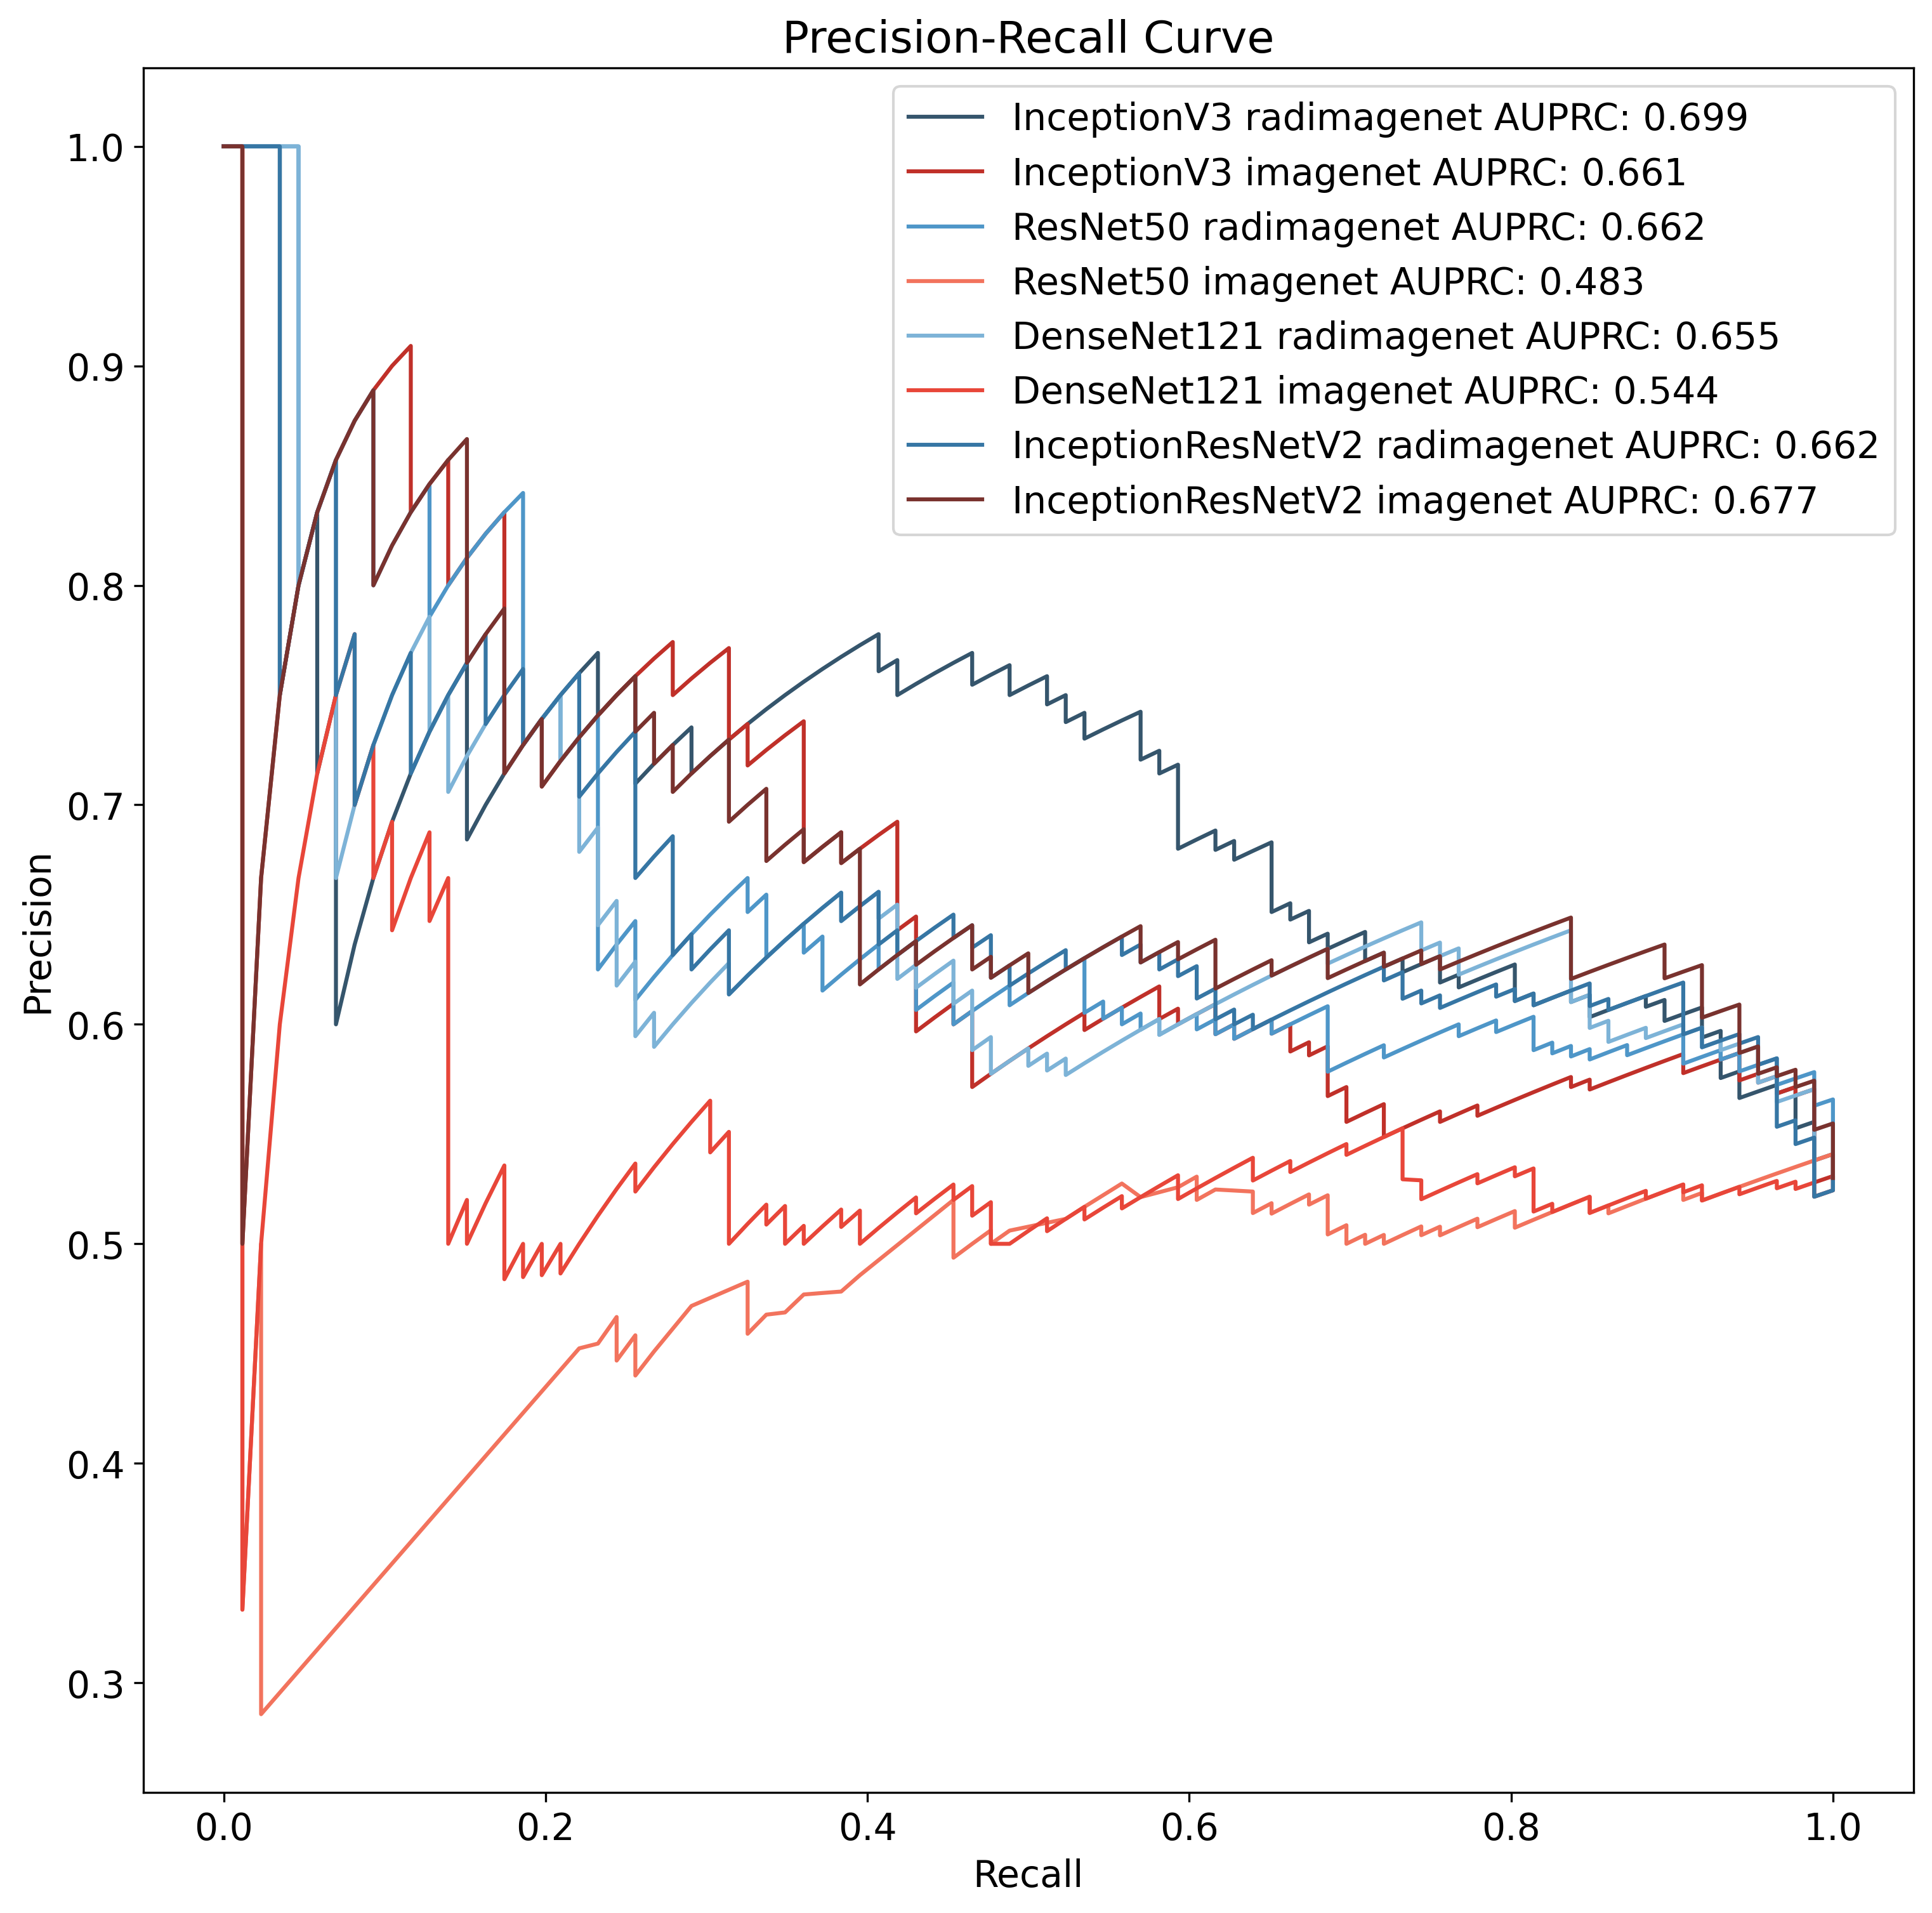 Precision-Recall Curve
InceptionV3 radimagenet AUPRC: 0.699
InceptionV3 imagenet AUPRC: 0.661
ResNet50 radimagenet AUPRC: 0.662
ResNet50 imagenet AUPRC: 0.483
DenseNet121 radimagenet AUPRC: 0.655
DenseNet121 imagenet AUPRC: 0.544
InceptionResNetV2 radimagenet AUPRC: 0.662
InceptionResNetV2 imagenet AUPRC: 0.677
Precision
1.0
0.9
0.8
0.7
0.6
0.5
0.4
0.3
0.0 0.2 0.4 0.6 0.8 1.0
Recall